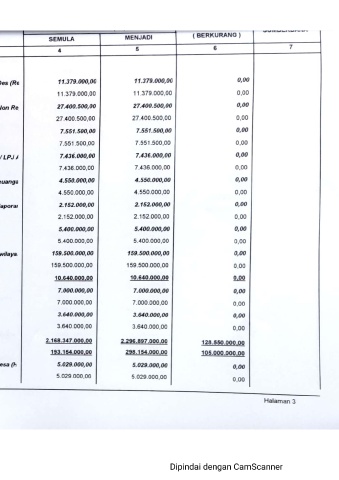 SEMULA MENJADI ( BERKURANG )
4 5 6 7
11.379.000,00 11.379.000,00 0,00
11.379.000,00 11.379.000,00 0,00
27.400.500,00 27.400.500,00 0,00
27.400.500,00 27.400.500,00 0,00
7.551.500,00 7.551.500,00 0,00
7.551.500,00 7.551.500,00 0,00
/ LPJ 7.436.000,00 7.436.000,00 0,00
7.436.000,00 7.436.000,00 0,00
4.550.000,00 4.550.000,00 0,00
4.550.000,00 4.550.000,00 0,00
2.152.000,00 2.152.000,00 0,00
2.152.000,00 2.152.000,00 0,00
5.400.000,00 5.400.000,00 0,00
5.400.000,00 5.400.000,00 0,00
159.500.000,00 159.500.000,00 0,00
159.500.000,00 159.500.000,00 0,00
10.640.000,00 10.640.000,00 0,00
7.000.000,00 7.000.000,00 0,00
7.000.000,00 7.000.000,00 0,00
3.640.000,00 3.640.000,00 0,00
3.640.000,00 3.640.000,00 0,00
2.168.347.000,00 2.296.897.000,00 128.550.000,00
193.154.000,00 298.154.000,00 105.000.000,00
5.029.000,00 5.029.000,00 0,00
5.029.000,00 5.029.000,00 0,00
Halaman 3
Dipindai dengan CamScanner